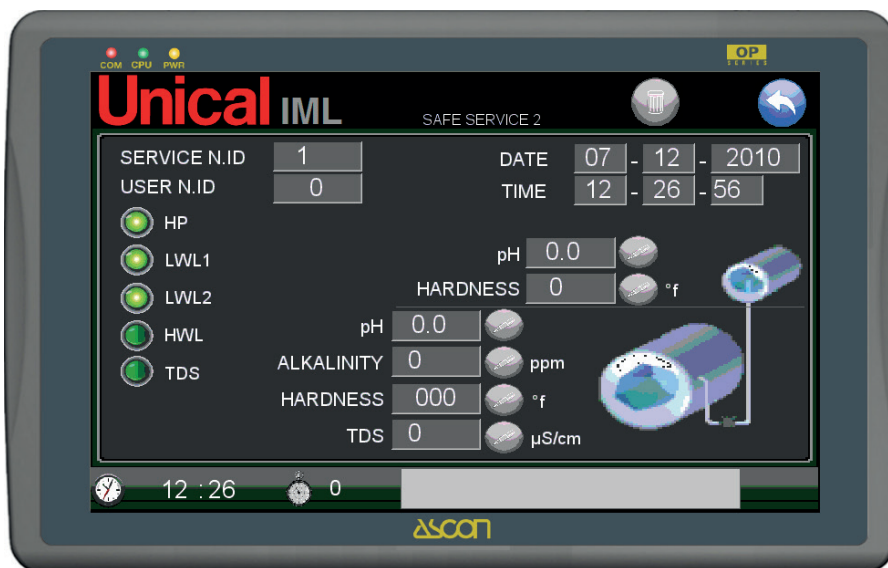 COM CPU PWR
OP
SERIES
Unical IML
SAFE SERVICE 2
SERVICE N.ID 1
DATE 07 - 12 - 2010
USER N.ID 0
TIME 12 - 26 - 56
HP
LWL1
LWL2
HWL
TDS
pH 0.0
HARDNESS 0 °f
pH 0.0
ALKALINITY 0 ppm
HARDNESS 000 °f
TDS 0 µS/cm
12 : 26 0
ascon